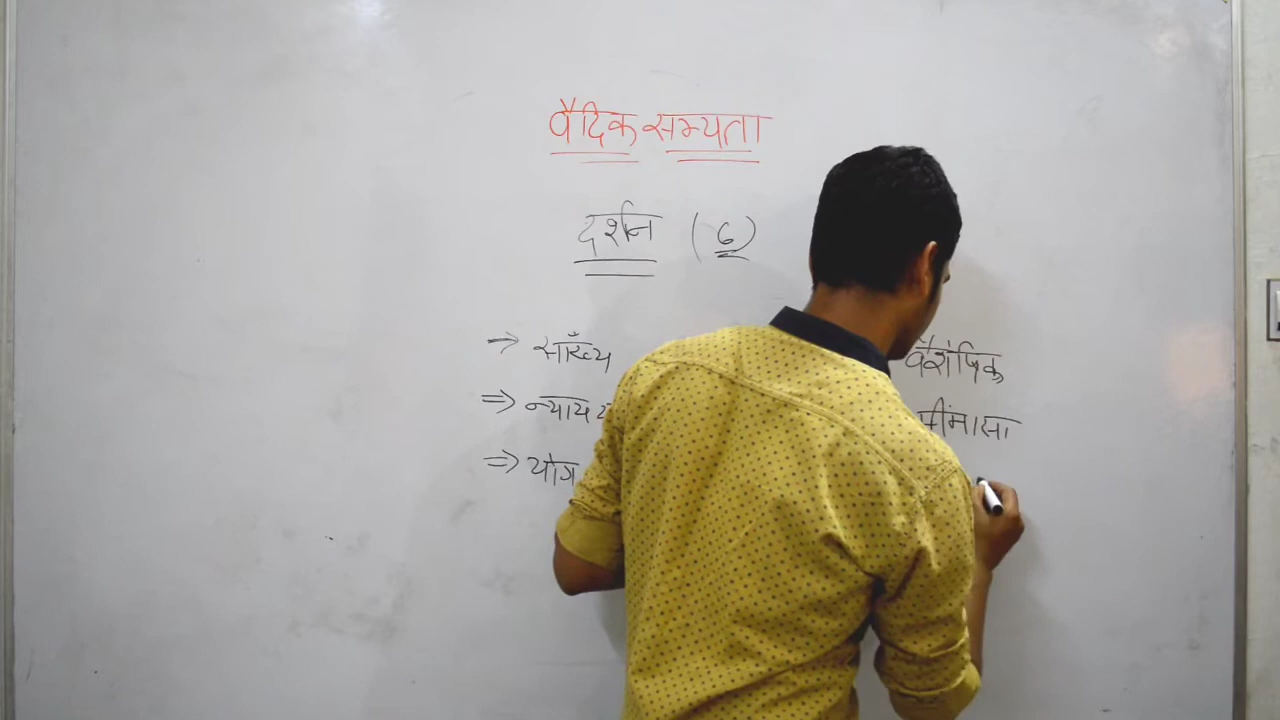 वैदिक सभ्यता
दर्शन (6)
→ साँख्य
⇒ न्याय
⇒ योग
वैशेषिक
मीमांसा